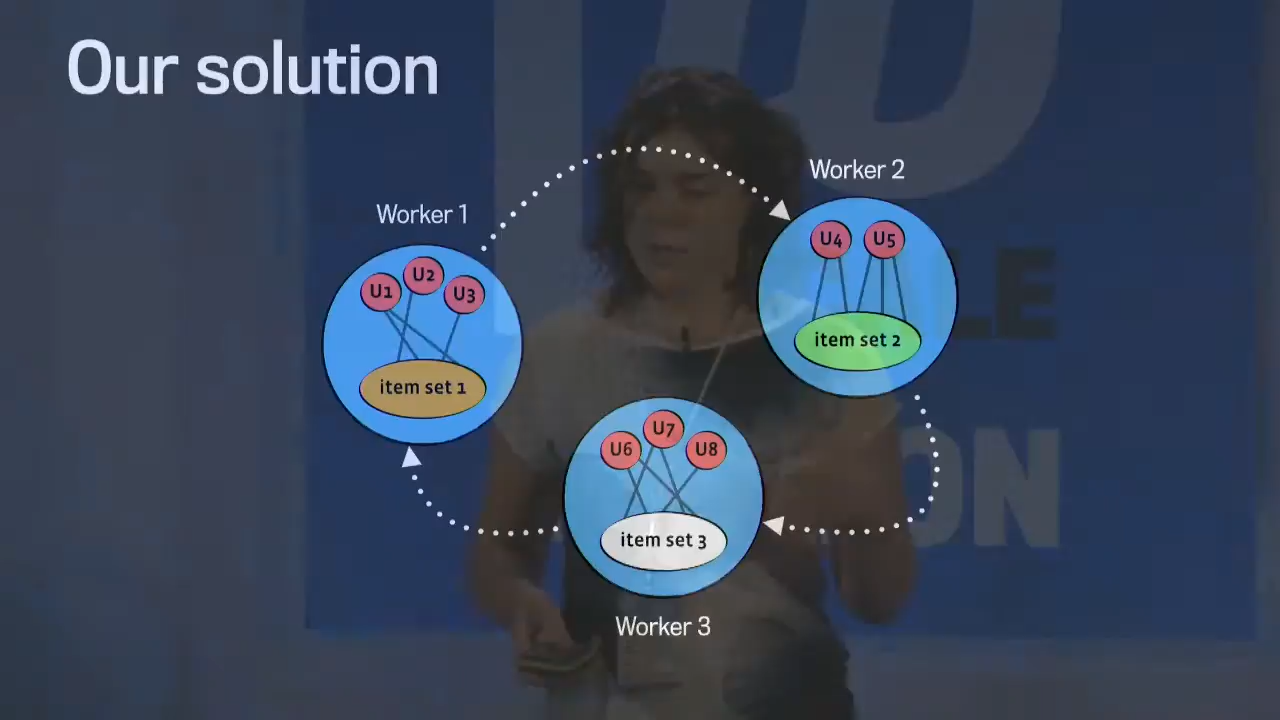 Our solution
Worker 1
U1
U2
U3
item set 1
Worker 2
U4
U5
item set 2
U6
U7
U8
item set 3
Worker 3
ON